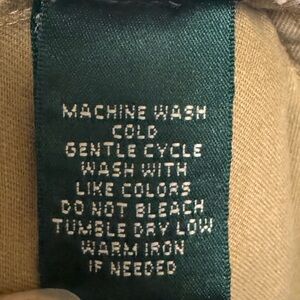 MACHINE WASH
COLD
GENTLE CYCLE
WASH WITH
LIKE COLORS
DO NOT BLEACH
TUMBLE DRY LOW
WARM IRON
IF NEEDED